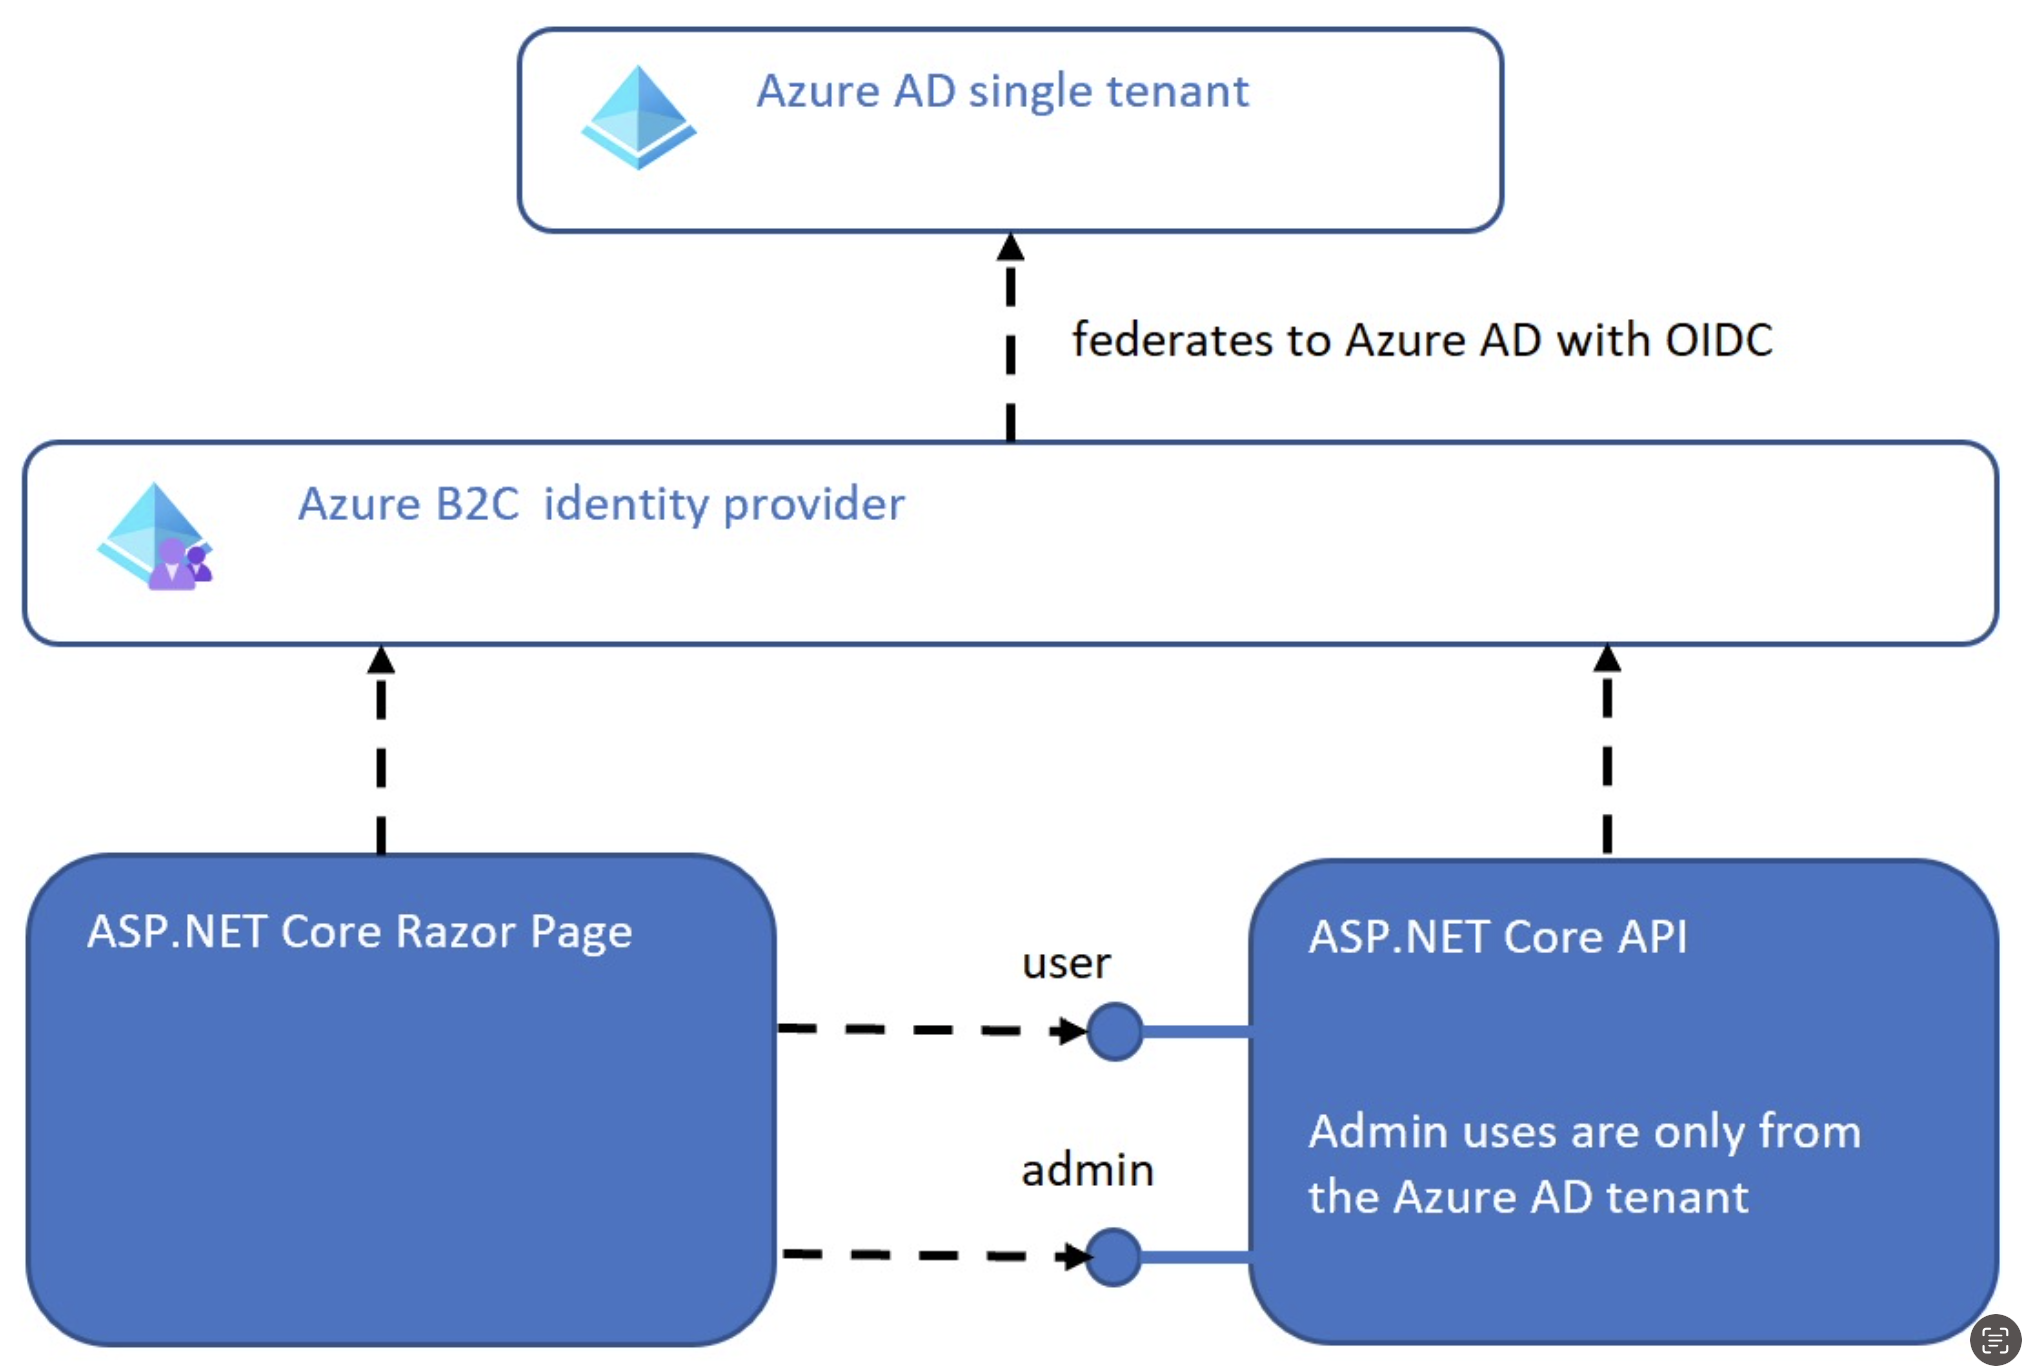 Azure AD single tenant
federates to Azure AD with OIDC
Azure B2C  identity provider
ASP.NET Core Razor Page
user
admin
ASP.NET Core API
Admin uses are only from
the Azure AD tenant